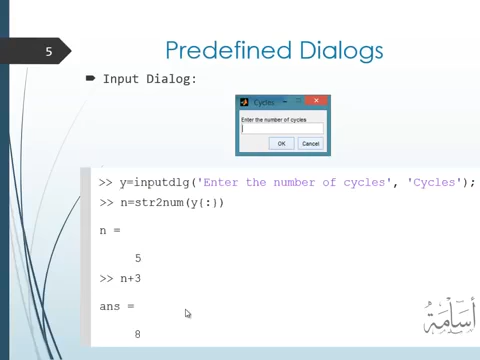 5
Predefined Dialogs
Input Dialog:
Cycles
Enter the number of cycles
OK Cancel
>> y=inputdlg('Enter the number of cycles', 'Cycles');
>> n=str2num(y{:})
n =
5
>> n+3
ans =
8
أسامة